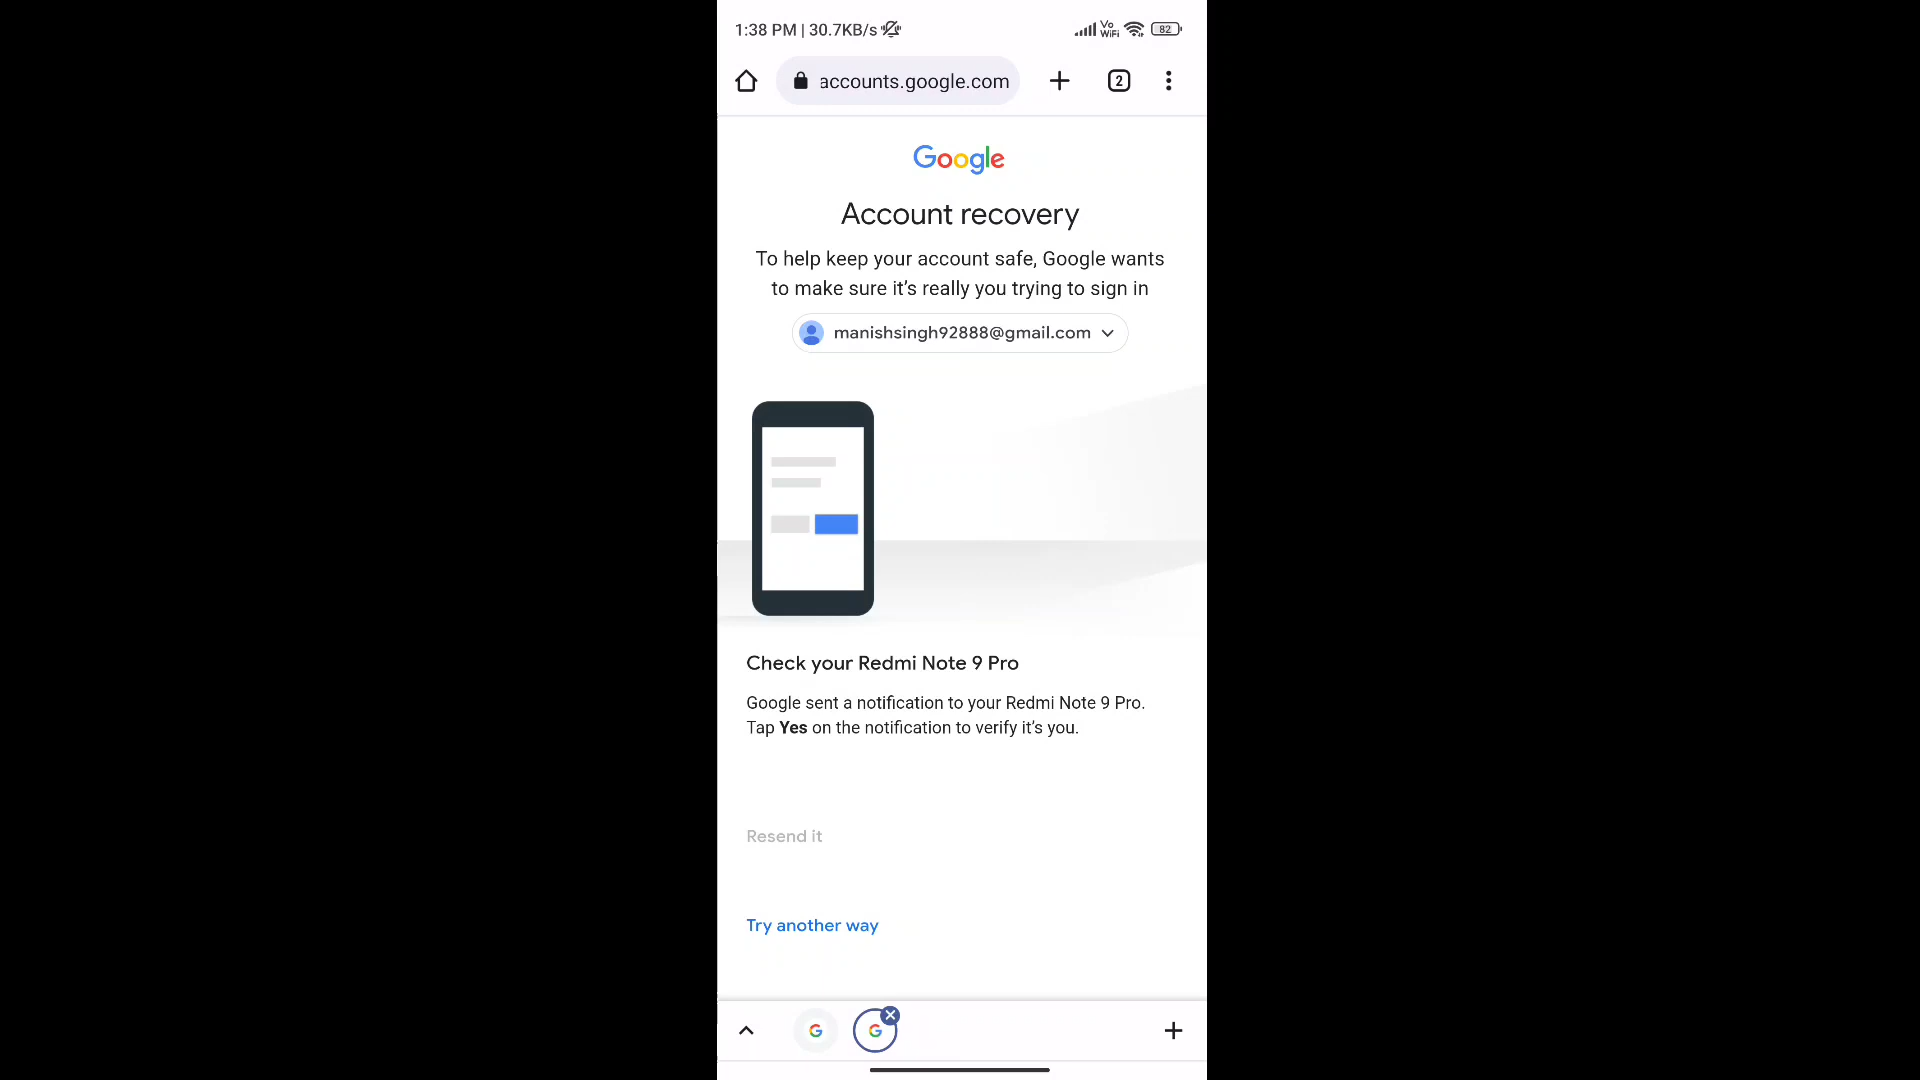 1:38 PM | 30.7KB/s
Vo
WiFi
82
accounts.google.com
2
Google
Account recovery
To help keep your account safe, Google wants
to make sure it’s really you trying to sign in
manishsingh92888@gmail.com
Check your Redmi Note 9 Pro
Google sent a notification to your Redmi Note 9 Pro.
Tap Yes on the notification to verify it’s you.
Resend it
Try another way
G
G